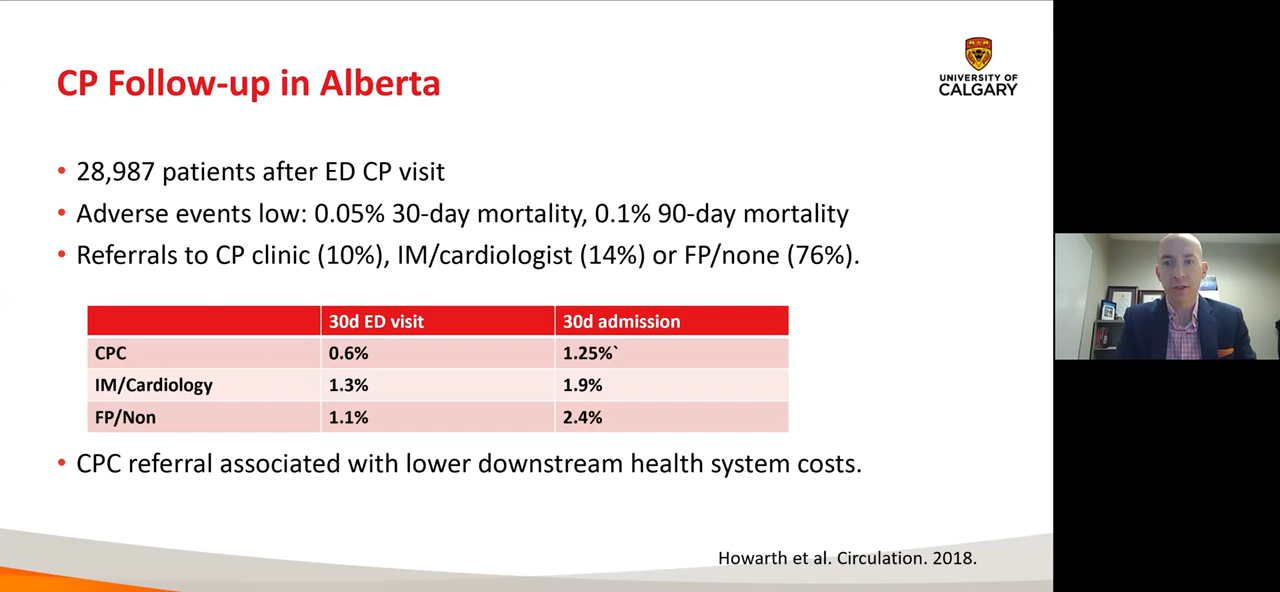 UNIVERSITY OF
CALGARY
CP Follow-up in Alberta
• 28,987 patients after ED CP visit
• Adverse events low: 0.05% 30-day mortality, 0.1% 90-day mortality
• Referrals to CP clinic (10%), IM/cardiologist (14%) or FP/none (76%).
30d ED visit 30d admission
CPC 0.6% 1.25%`
IM/Cardiology 1.3% 1.9%
FP/Non 1.1% 2.4%
• CPC referral associated with lower downstream health system costs.
Howarth et al. Circulation. 2018.